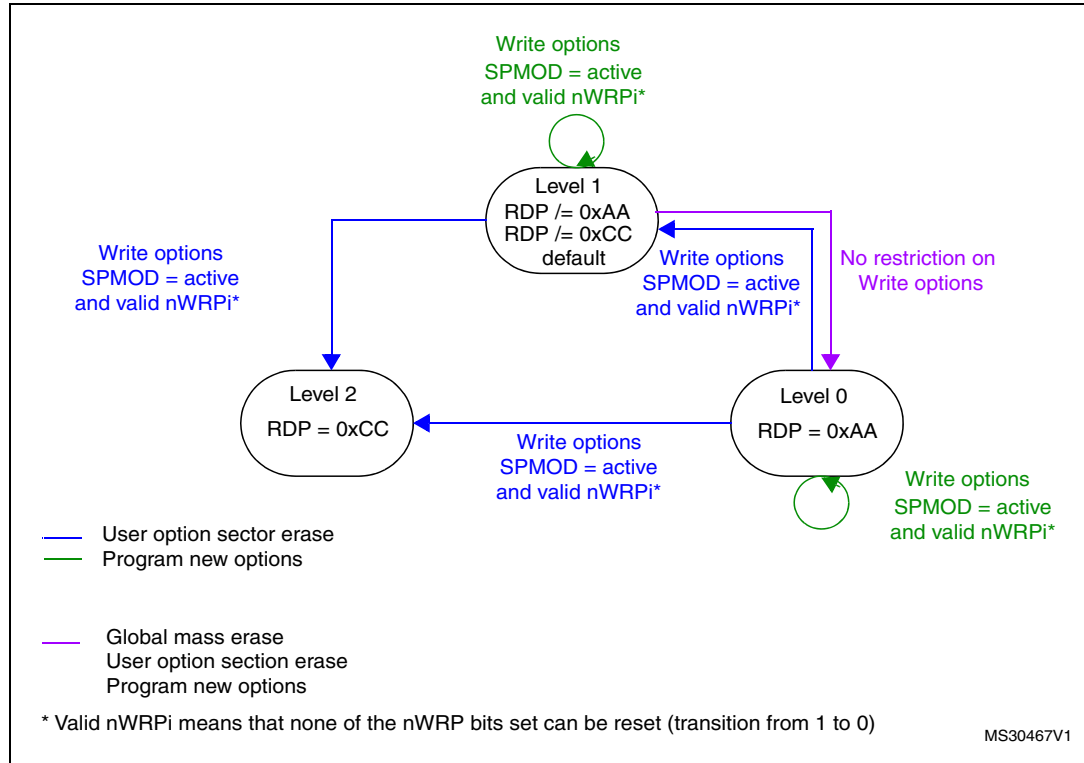 Write options
SPMOD = active
and valid nWRPi*
Level 1
RDP /= 0xAA
RDP /= 0xCC
default
Write options
SPMOD = active
and valid nWRPi*
Write options
SPMOD = active
and valid nWRPi*
No restriction on
Write options
Level 2
RDP = 0xCC
Level 0
RDP = 0xAA
Write options
SPMOD = active
and valid nWRPi*
Write options
SPMOD = active
and valid nWRPi*
User option sector erase
Program new options
Global mass erase
User option section erase
Program new options
* Valid nWRPi means that none of the nWRP bits set can be reset (transition from 1 to 0)
MS30467V1